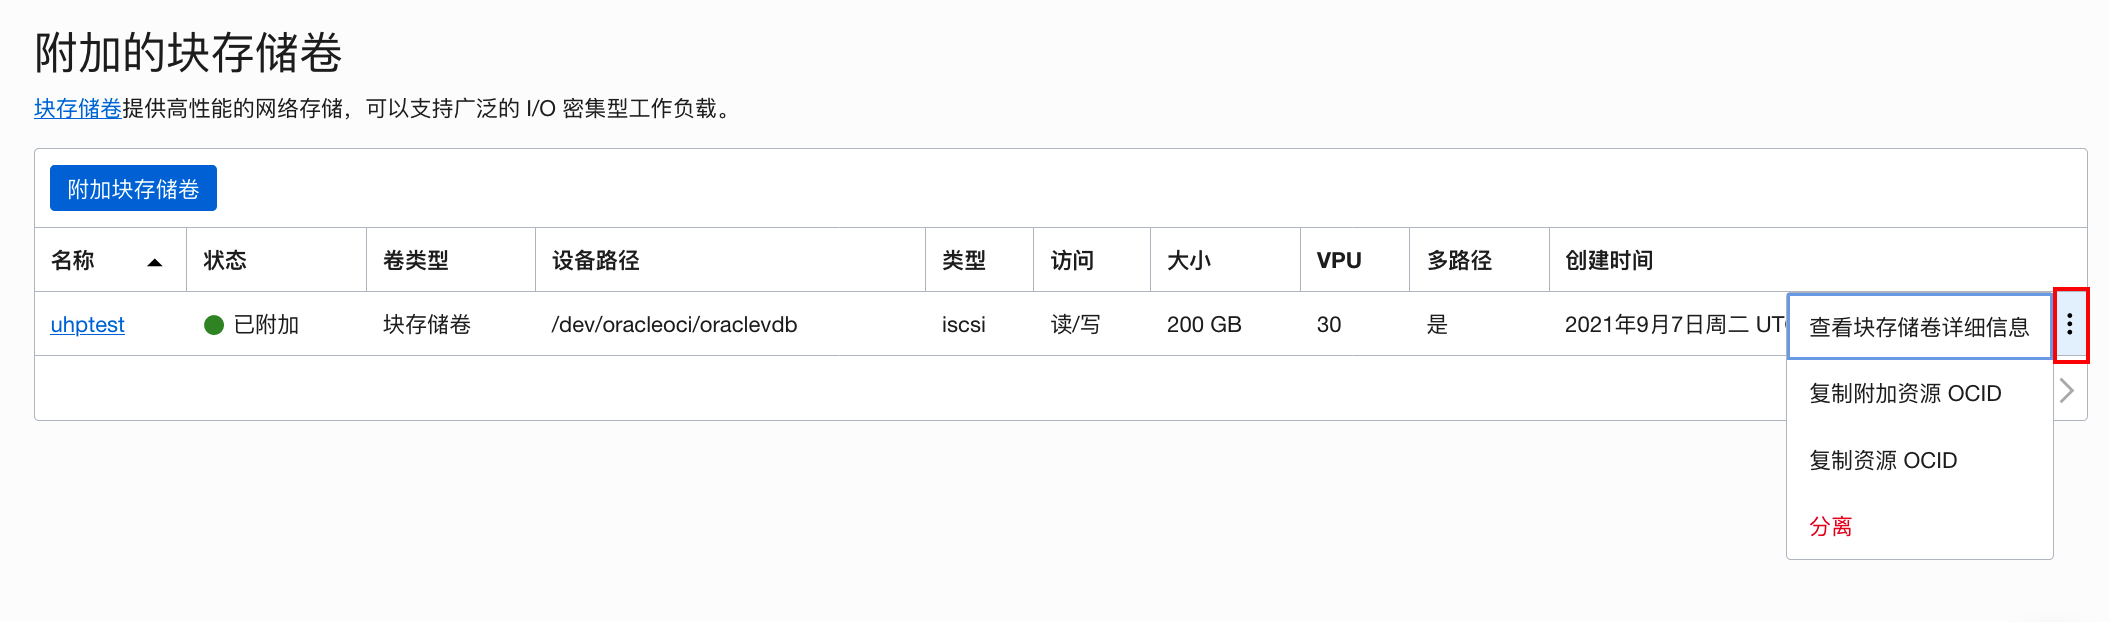 附加的块存储卷
块存储卷提供高性能的网络存储，可以支持广泛的 I/O 密集型工作负载。
附加块存储卷
名称 状态 卷类型 设备路径 类型 访问 大小 VPU 多路径 创建时间
uhptest 已附加 块存储卷 /dev/oracleoci/oraclevdb iscsi 读/写 200 GB 30 是 2021年9月7日周二
查看块存储卷详细信息
复制附加资源 OCID
复制资源 OCID
分离